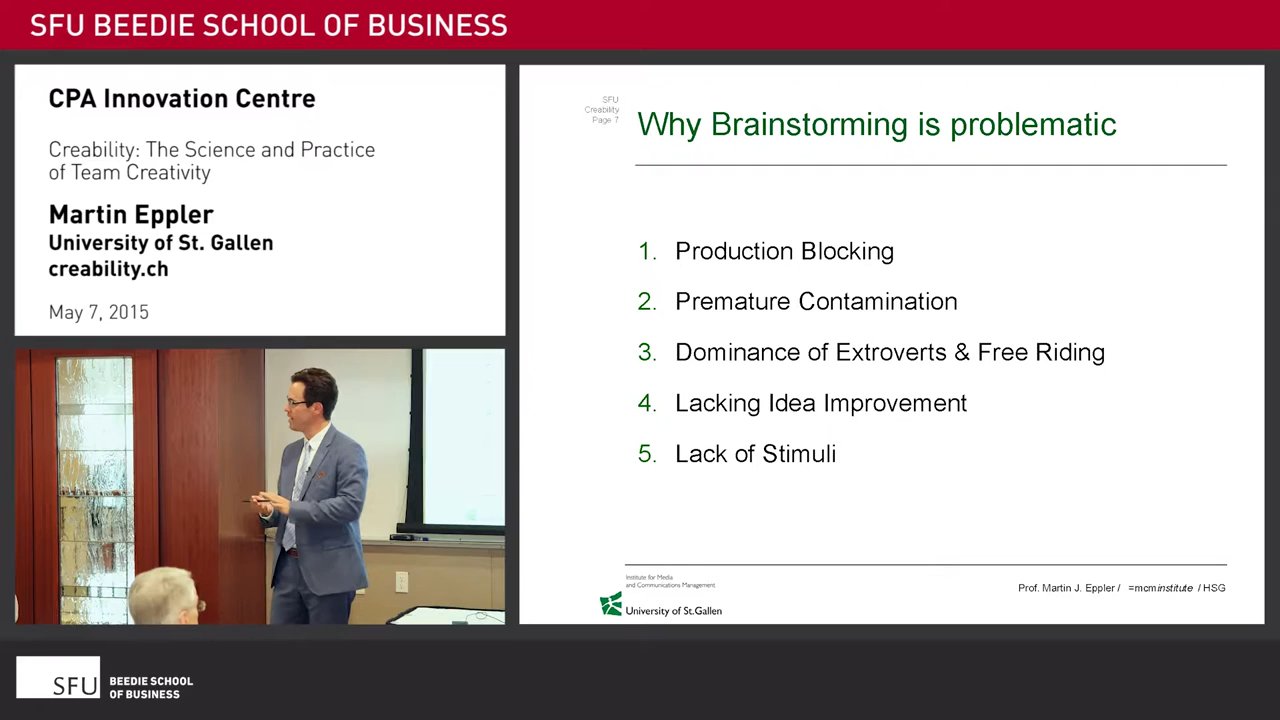 SFU BEEDIE SCHOOL OF BUSINESS
CPA Innovation Centre
Creability: The Science and Practice
of Team Creativity
Martin Eppler
University of St. Gallen
creability.ch
May 7, 2015
SFU
Creability
Page 7
Why Brainstorming is problematic
1. Production Blocking
2. Premature Contamination
3. Dominance of Extroverts & Free Riding
4. Lacking Idea Improvement
5. Lack of Stimuli
Institute for Media
and Communications Management
University of St.Gallen
Prof. Martin J. Eppler / =mcminstitute / HSG
SFU
BEEDIE SCHOOL
OF BUSINESS